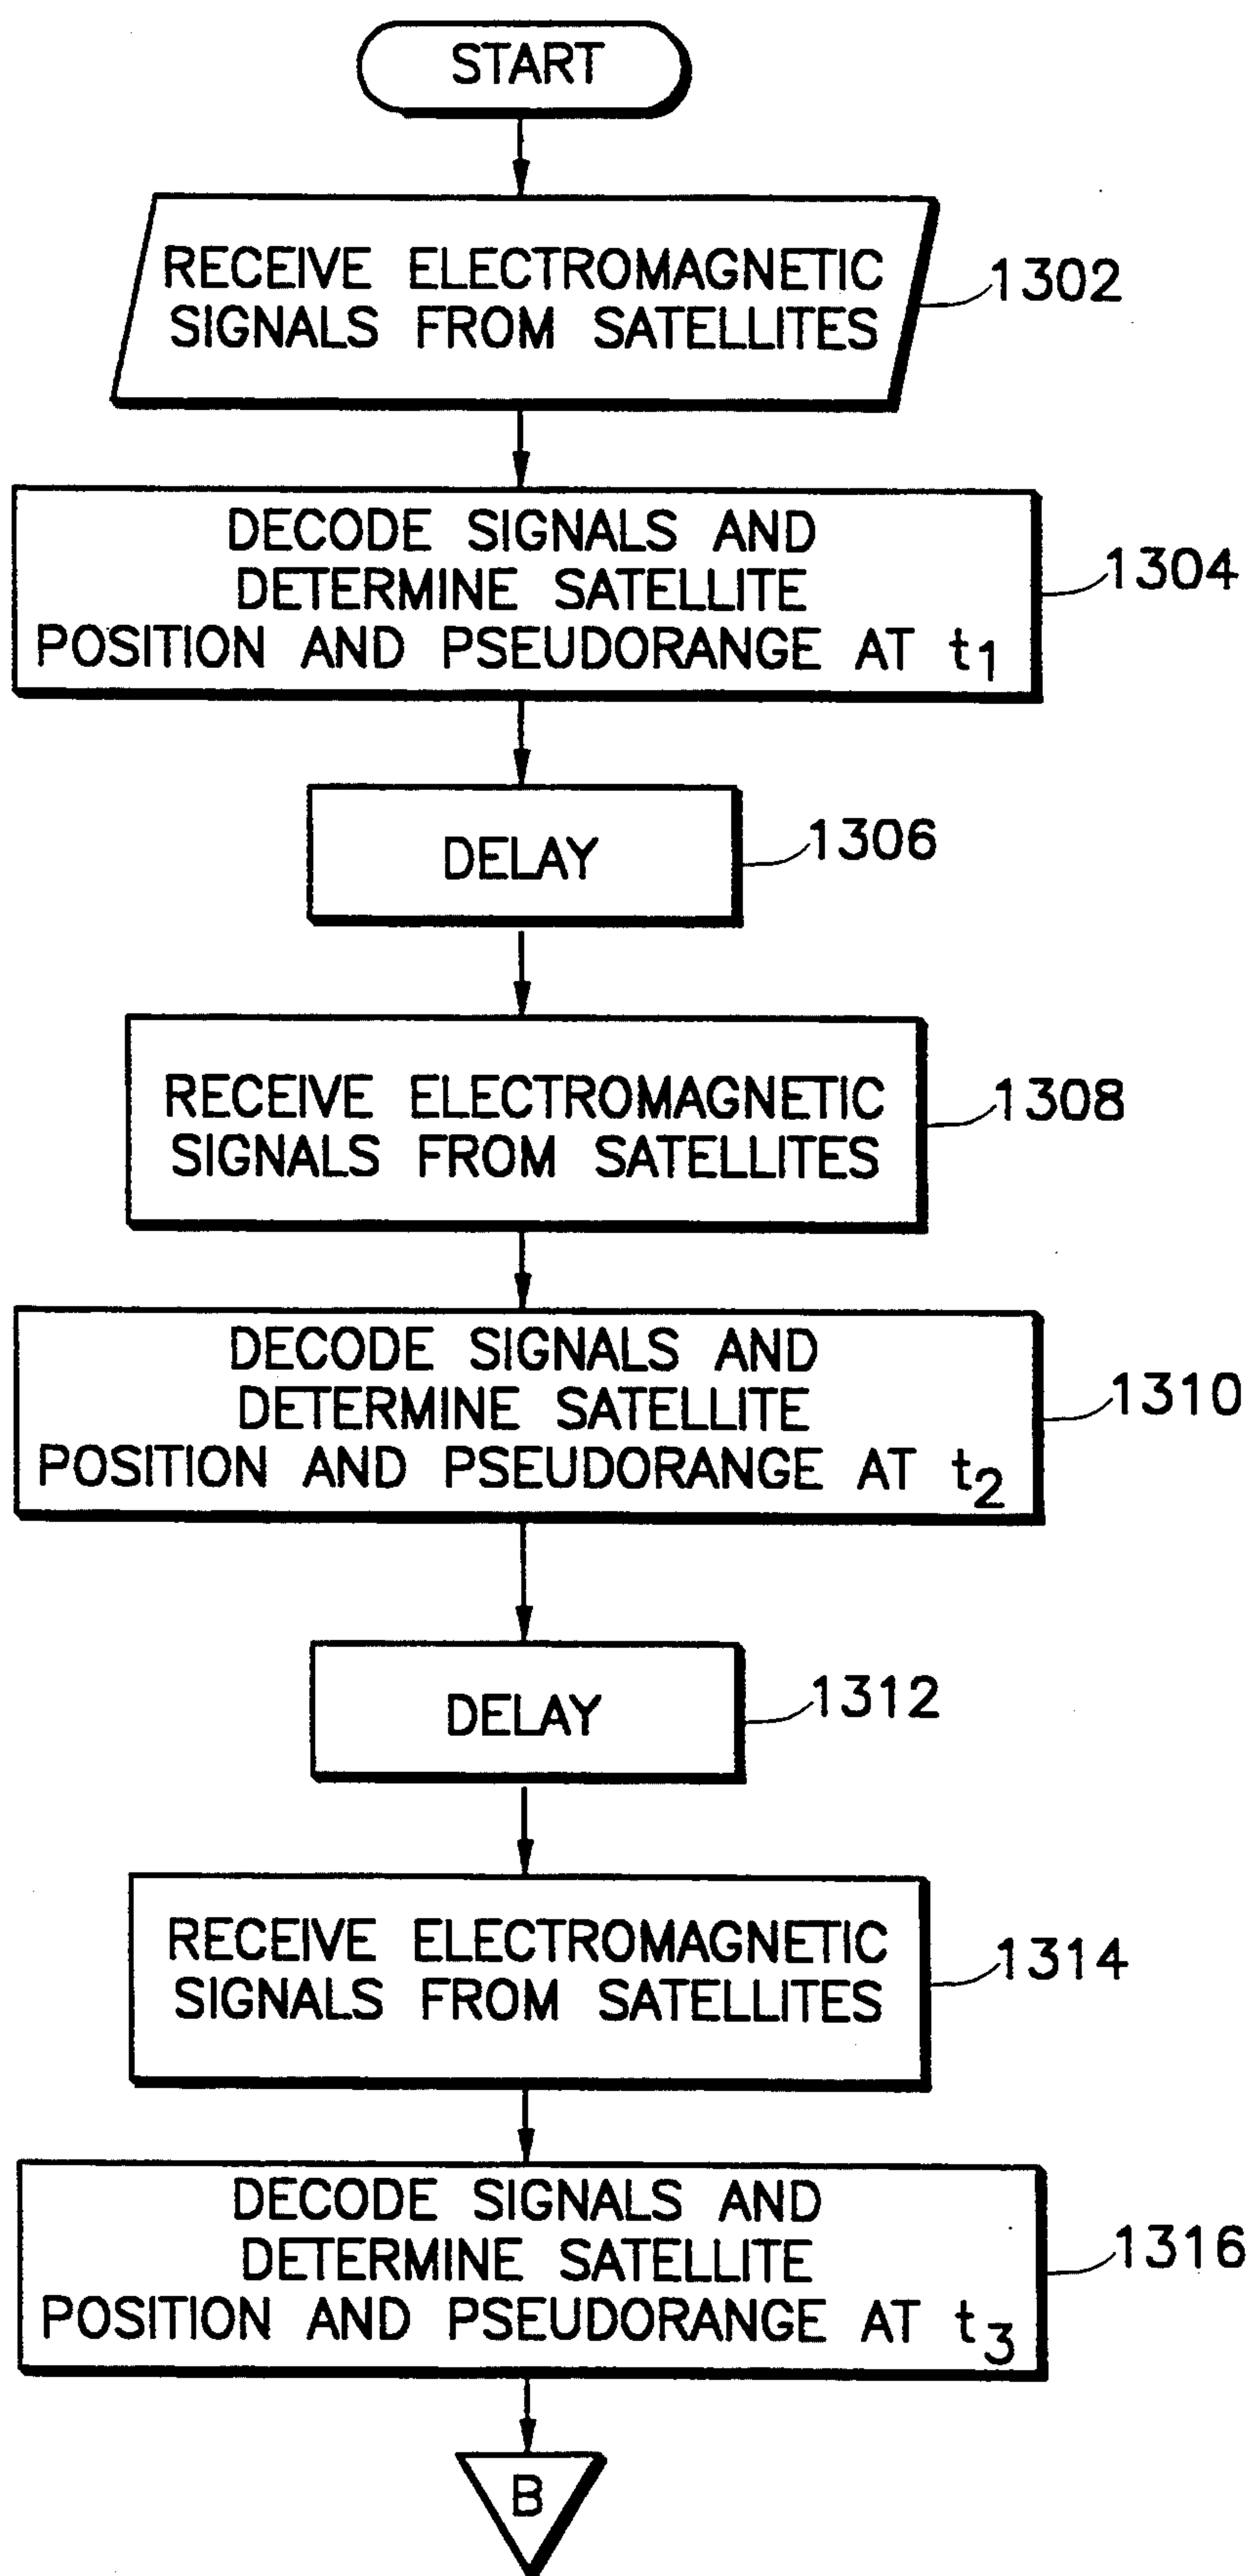 START
RECEIVE ELECTROMAGNETIC
SIGNALS FROM SATELLITES
1302
DECODE SIGNALS AND
DETERMINE SATELLITE
POSITION AND PSEUDORANGE AT t1
1304
DELAY
1306
RECEIVE ELECTROMAGNETIC
SIGNALS FROM SATELLITES
1308
DECODE SIGNALS AND
DETERMINE SATELLITE
POSITION AND PSEUDORANGE AT t2
1310
DELAY
1312
RECEIVE ELECTROMAGNETIC
SIGNALS FROM SATELLITES
1314
DECODE SIGNALS AND
DETERMINE SATELLITE
POSITION AND PSEUDORANGE AT t3
1316
B